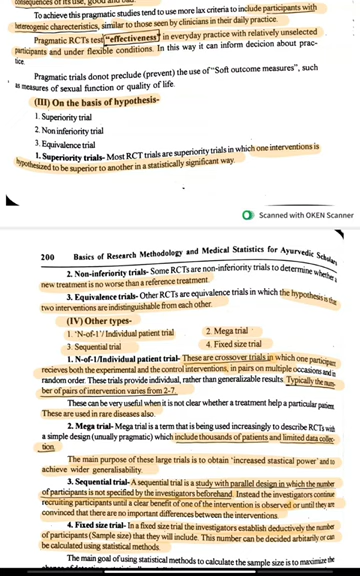 consequences of its use, good and bad.
To achieve this pragmatic studies tend to use more lax criteria to include participants with
heterogenic charecteristics, similar to those seen by clinicians in their daily practice.
Pragmatic RCTs test "effectiveness" in everyday practice with relatively unselected
participants and under flexible conditions. In this way it can inform decicion about prac-
tice.
Pragmatic trials donot preclude (prevent) the use of "Soft outcome measures", such
as measures of sexual function or quality of life.
(III) On the basis of hypothesis-
1. Superiority trial
2. Non inferiority trial
3. Equivalence trial
1. Superiority trials- Most RCT trials are superiority trials in which one interventions is
hypothesized to be superior to another in a statistically significant way.
Scanned with OKEN Scanner
200 Basics of Research Methodology and Medical Statistics for Ayurvedic Scholars
2. Non-inferiority trials- Some RCTs are non-inferiority trials to determine whether a
new treatment is no worse than a reference treatment.
3. Equivalence trials- Other RCTs are equivalence trials in which the hypothesis is the
two interventions are indistinguishable from each other.
(IV) Other types-
1. 'N-of-1'/Individual patient trial 2. Mega trial
3. Sequential trial 4. Fixed size trial
1. N-of-1/Individual patient trial- These are crossover trials in which one participant
recieves both the experimental and the control interventions, in pairs on multiple occasions and in
random order. These trials provide individual, rather than generalizable results. Typically the num-
ber of pairs of intervention varies from 2-7.
These can be very useful when it is not clear whether a treatment help a particular patient
These are used in rare diseases also.
2. Mega trial- Mega trial is a term that is being used increasingly to describe RCTs with
a simple design (usually pragmatic) which include thousands of patients and limited data collec-
tion.
The main purpose of these large trials is to obtain 'increased stastical power' and to
achieve wider generalisability.
3. Sequential trial- A sequential trial is a study with parallel design in which the number
of participants is not specified by the investigators beforehand. Instead the investigators continue
recruiting participants until a clear benefit of one of the intervention is observed or until they are
convinced that there are no important differences between the interventions.
4. Fixed size trial- In a fixed size trial the investigators establish deductively the number
of participants (Sample size) that they will include. This number can be decided arbitarily or can
be calculated using statistical methods.
The main goal of using statistical methods to calculate the sample size is to maximize the